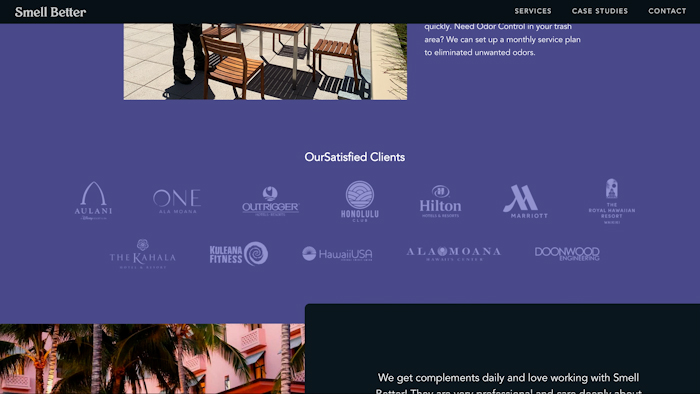 Smell Better
SERVICES
CASE STUDIES
CONTACT
quickly. Need Odor Control in your trash
area? We can set up a monthly service plan
to eliminated unwanted odors.
OurSatisfied Clients
AULANI
ONE
ALA MOANA
OUTRIGGER
HOTELS & RESORTS
HONOLULU
CLUB
Hilton
HOTELS & RESORTS
MARRIOTT
THE
ROYAL HAWAIIAN
RESORT
WAIKIKI
THE KAHALA
HOTEL & RESORT
KULEANA
FITNESS
HawaiiUSA
ALA MOANA
HAWAII'S CENTER
DOONWOOD
ENGINEERING
We get complements daily and love working with Smell
Better! They are very professional and care deeply about